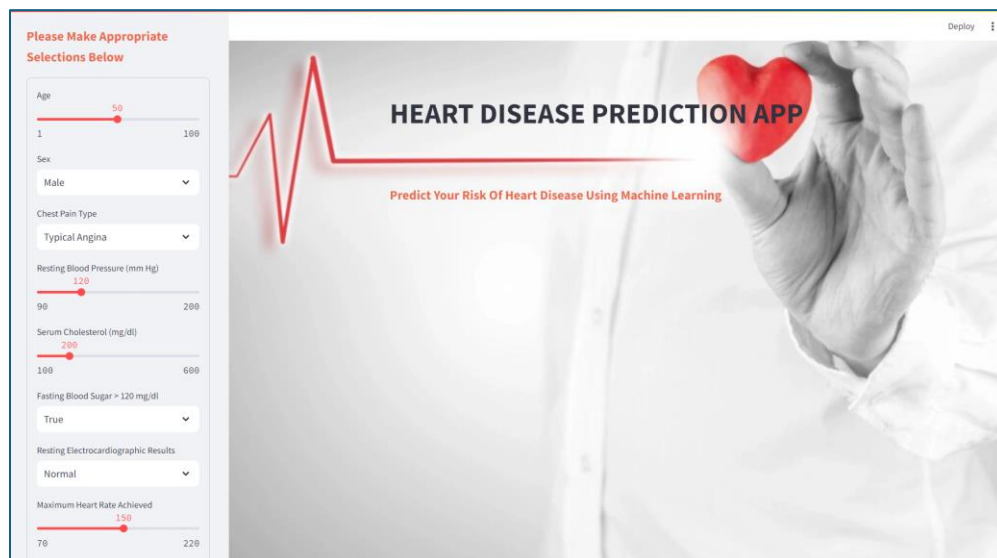 Please Make Appropriate
Selections Below
Age
50
1 100
Sex
Male
Chest Pain Type
Typical Angina
Resting Blood Pressure (mm Hg)
120
90 200
Serum Cholesterol (mg/dl)
200
100 600
Fasting Blood Sugar > 120 mg/dl
True
Resting Electrocardiographic Results
Normal
Maximum Heart Rate Achieved
150
70 220
Deploy
HEART DISEASE PREDICTION APP
Predict Your Risk Of Heart Disease Using Machine Learning